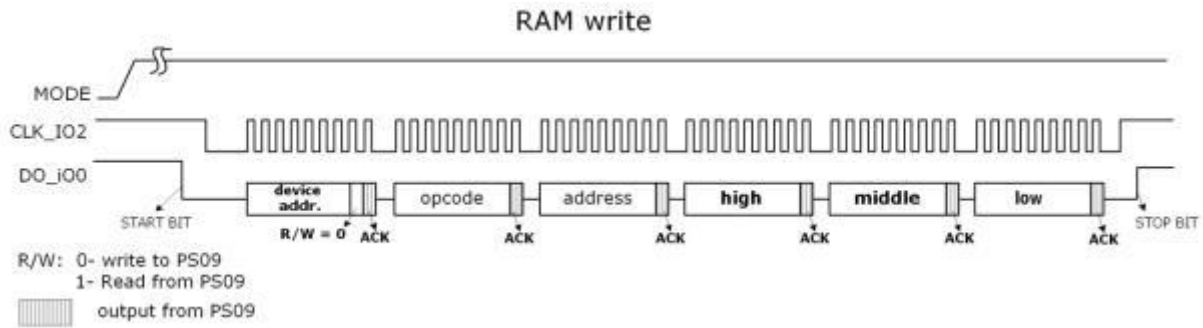 RAM write
MODE
CLK_IO2
DO_iO0
device addr.
opcode
address
high
middle
low
START BIT
R/W = 0
ACK
ACK
ACK
ACK
ACK
ACK
STOP BIT
R/W: 0- write to PS09
1- Read from PS09
output from PS09